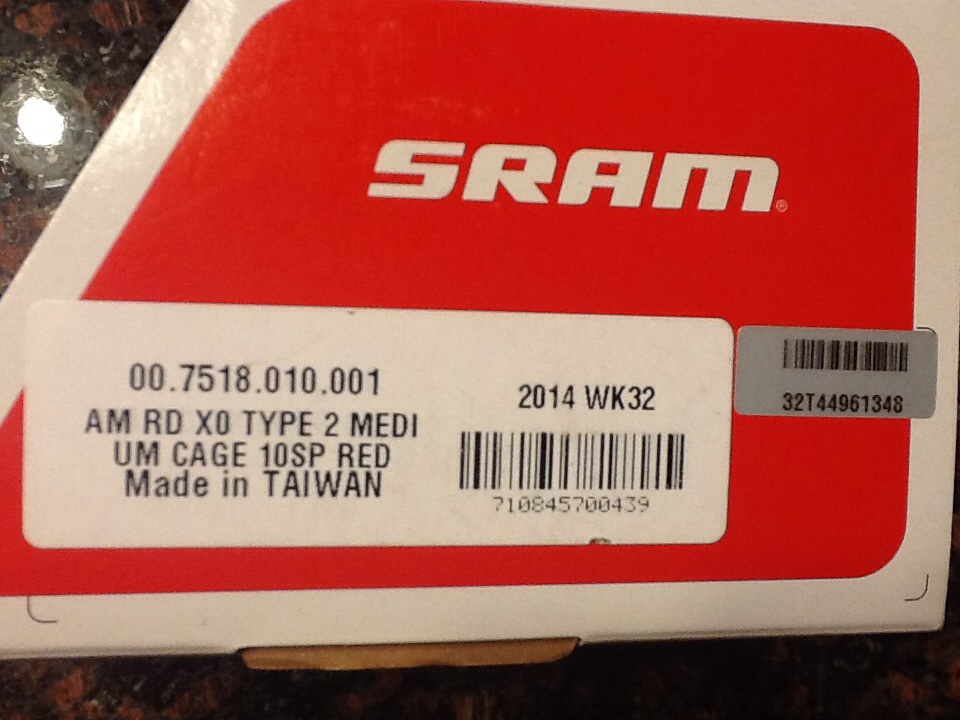 SRAM®
00.7518.010.001
AM RD X0 TYPE 2 MEDI
UM CAGE 10SP RED
Made in TAIWAN
2014 WK32
710845700439
32T44961348